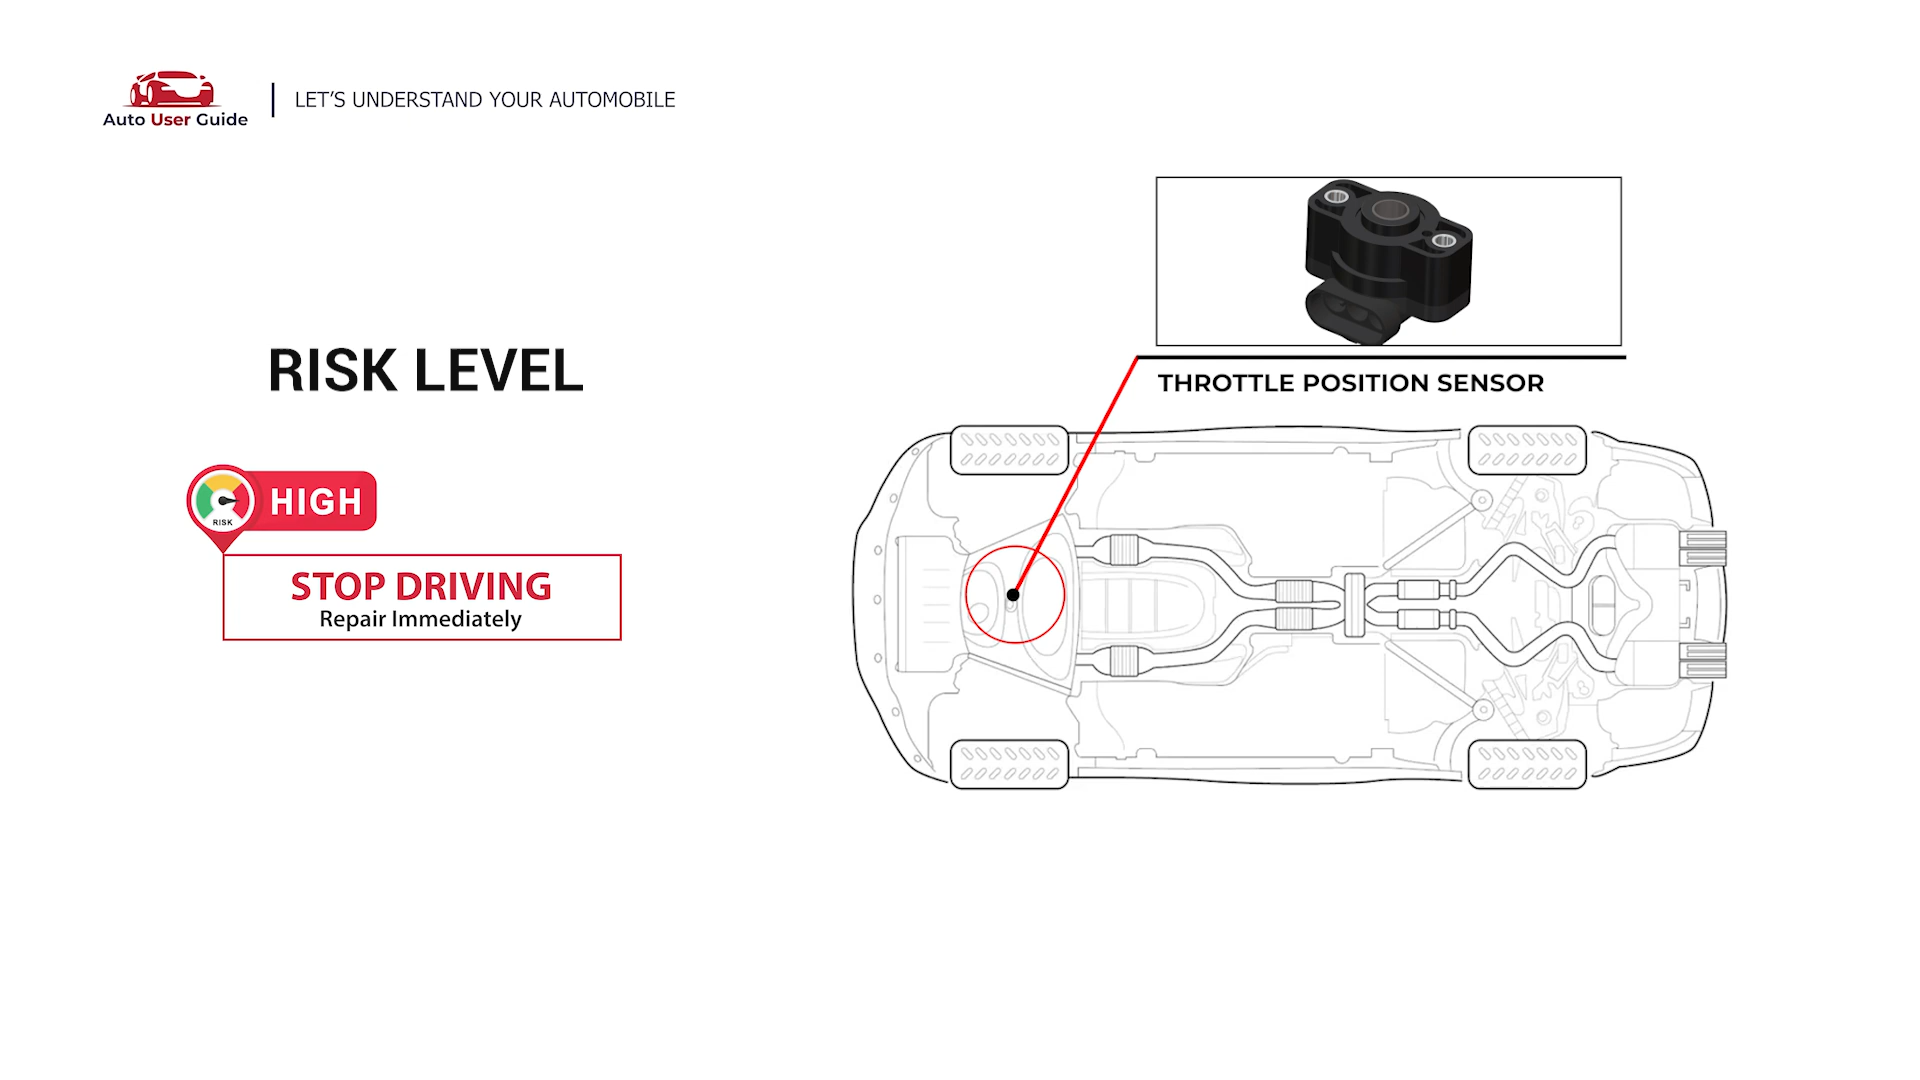 Auto User Guide
LET'S UNDERSTAND YOUR AUTOMOBILE
THROTTLE POSITION SENSOR
RISK LEVEL
RISK
HIGH
STOP DRIVING
Repair Immediately